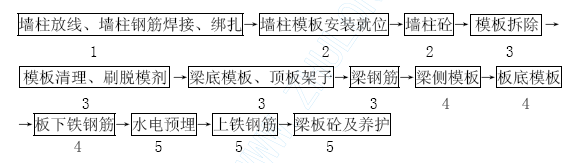 墙柱放线、墙柱钢筋焊接、绑扎→墙柱模板安装就位→墙柱砼→模板拆除→
1 2 2 3
模板清理、刷脱模剂→梁底模板、顶板架子→梁钢筋→梁侧模板→板底模板
3 3 3 4 4
→板下铁钢筋→水电预埋→上铁钢筋→梁板砼及养护
4 5 5 5